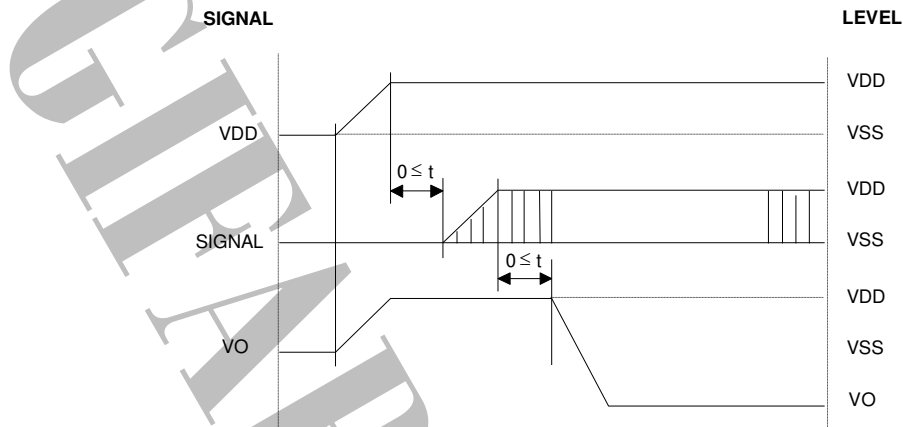 SIGNAL LEVEL
VDD
VDD VSS
0 ≤ t VDD
SIGNAL VSS
0 ≤ t
VDD
VO VSS
VO